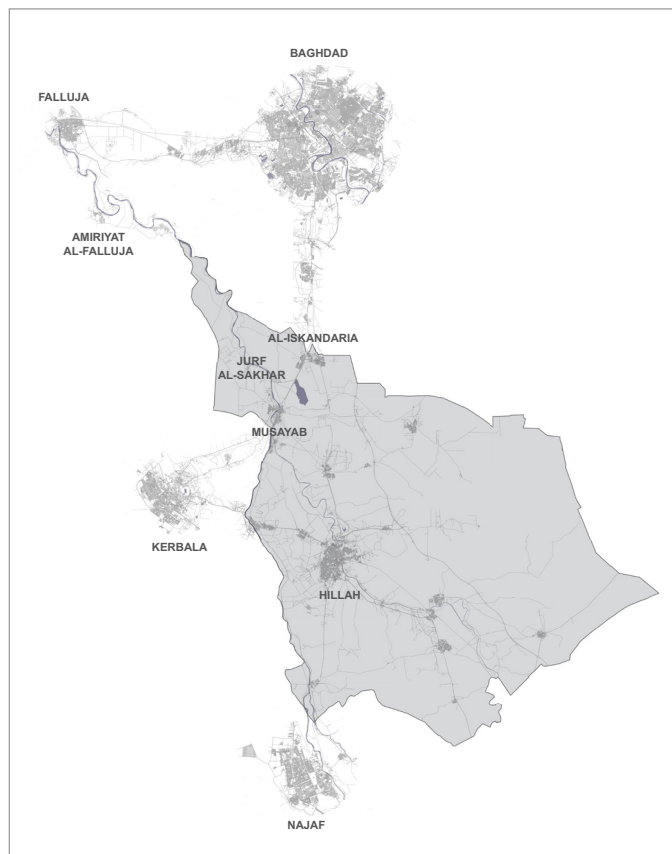 BAGHDAD
FALLUJA
AMIRIYAT
AL-FALLUJA
AL-ISKANDARIA
JURF
AL-SAKHAR
MUSAYAB
KERBALA
HILLAH
NAJAF